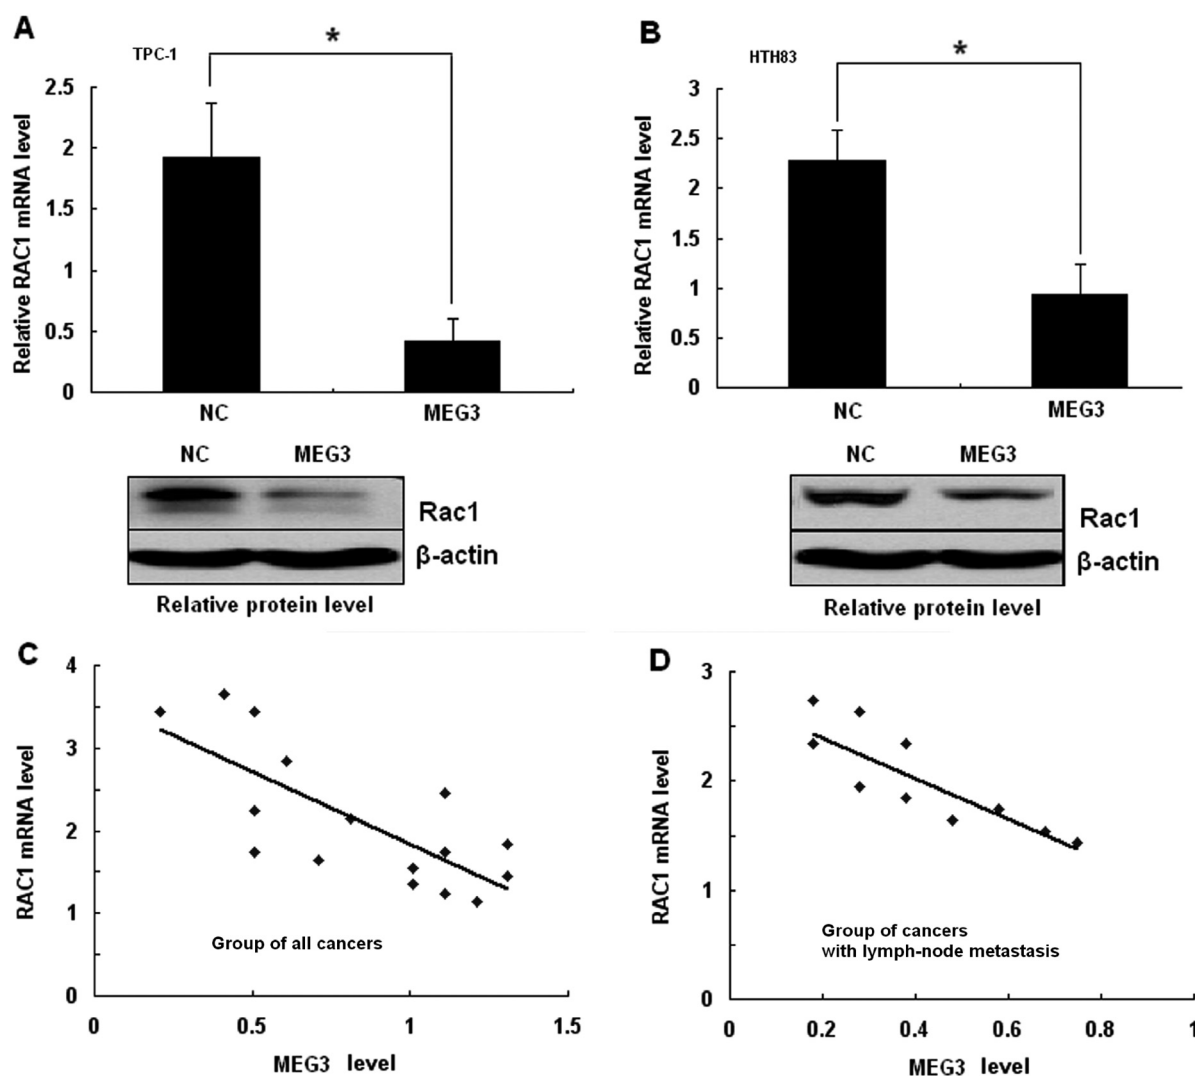 A
TPC-1
*
Relative RAC1 mRNA level
2.5
2
1.5
1
0.5
0
NC
MEG3
NC
MEG3
Rac1
β-actin
Relative protein level
B
HTH83
*
Relative RAC1 mRNA level
3
2.5
2
1.5
1
0.5
0
NC
MEG3
NC
MEG3
Rac1
β-actin
Relative protein level
C
RAC1 mRNA level
4
3
2
1
0
Group of all cancers
0
0.5
1
1.5
MEG3 level
D
RAC1 mRNA level
3
2
1
0
Group of cancers
with lymph-node metastasis
0
0.2
0.4
0.6
0.8
1
MEG3 level